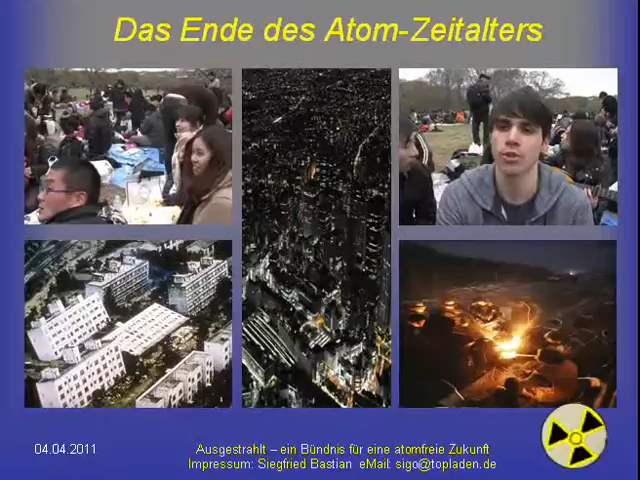 Das Ende des Atom-Zeitalters
04.04.2011
Ausgestrahlt – ein Bündnis für eine atomfreie Zukunft
Impressum: Siegfried Bastian eMail: sigo@topladen.de